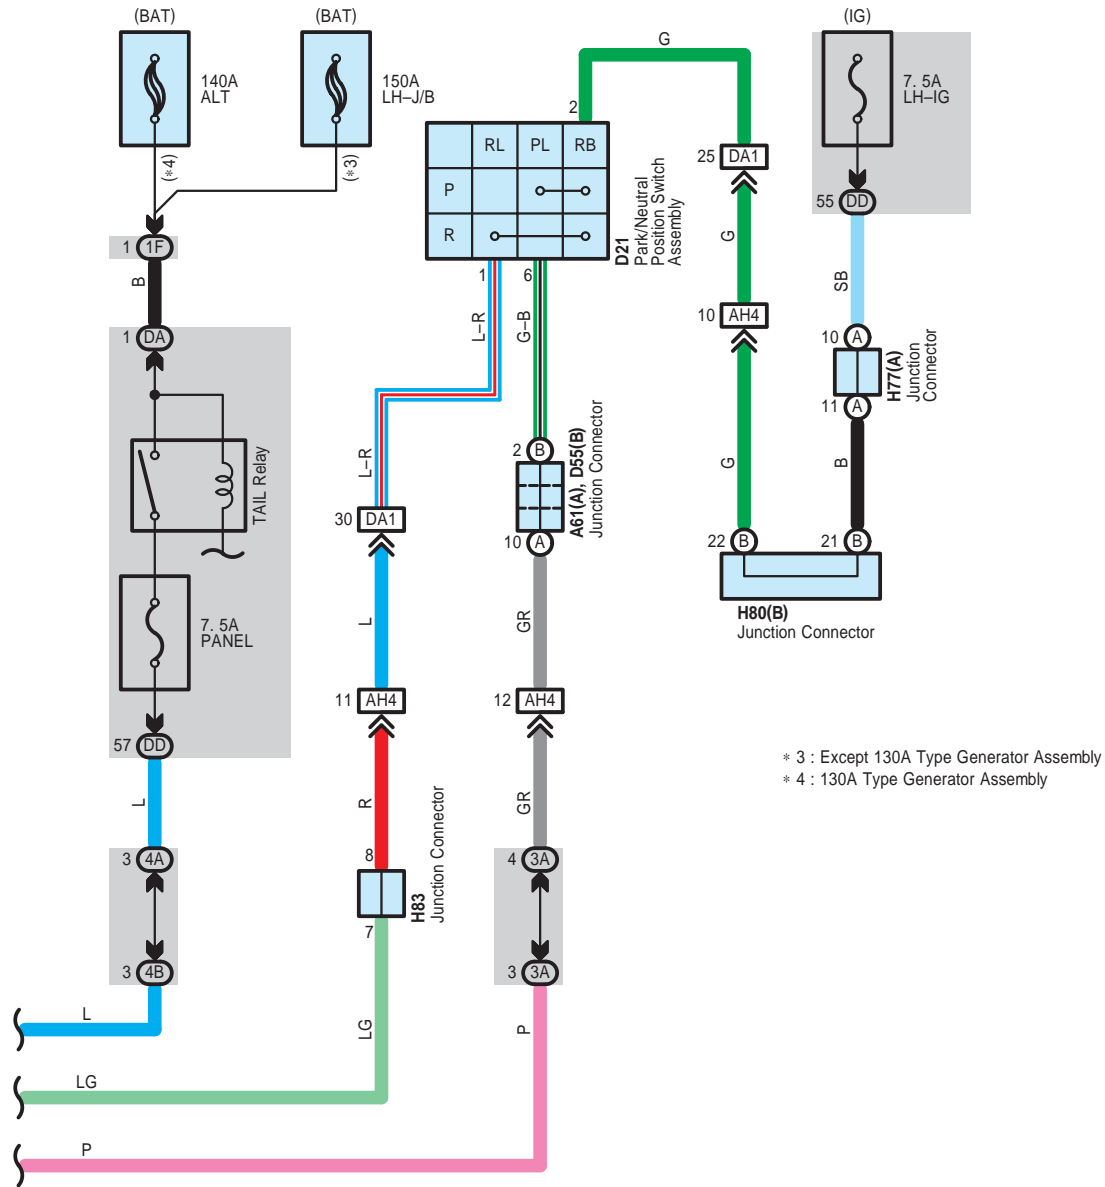 (BAT)
(BAT)
(IG)
140A
ALT
150A
LH–J/B
7. 5A
LH–IG
(∗4)
(∗3)
G
2
RL PL RB
P
R
D21
Park/Neutral
Position Switch
Assembly
25 DA1
55 DD
1 1F
B
1 DA
1
6
L–R
G–B
G
SB
10 AH4
10 A
H77(A)
Junction
Connector
11 A
TAIL Relay
L–R
2 B
A61(A), D55(B)
Junction Connector
G
B
30 DA1
10 A
22 B
21 B
7. 5A
PANEL
L
GR
H80(B)
Junction Connector
11 AH4
12 AH4
57 DD
∗ 3 : Except 130A Type Generator Assembly
∗ 4 : 130A Type Generator Assembly
L
R
GR
3 4A
8
4 3A
H83
Junction Connector
7
3 4B
3 3A
L
LG
P
LG
P